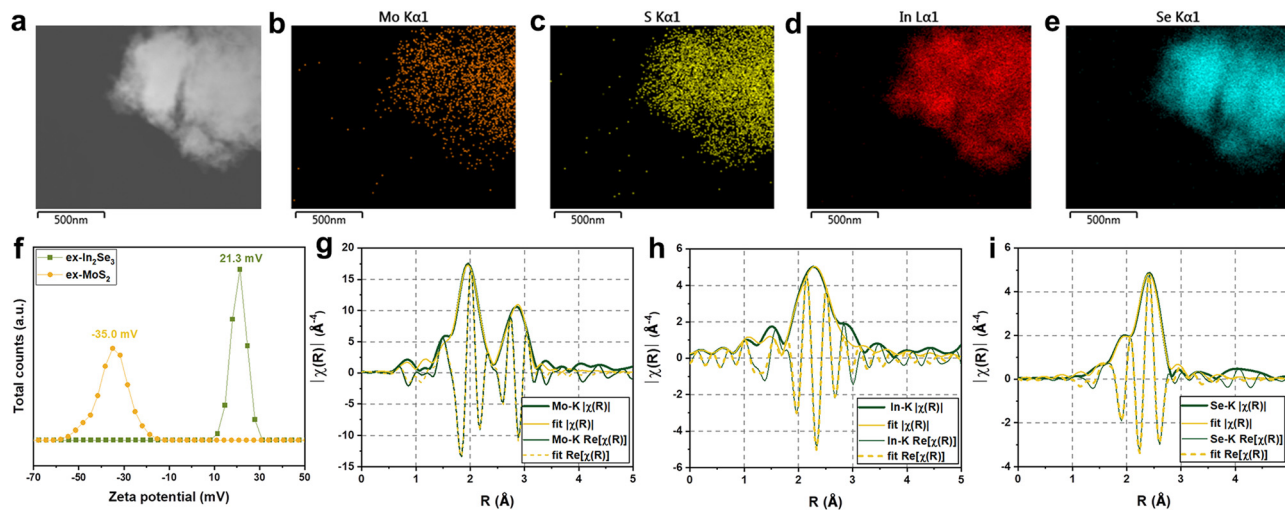 a
b
Mo Kα1
c
S Kα1
d
In Lα1
e
Se Kα1
500nm
500nm
500nm
500nm
500nm
f
Total counts (a.u.)
ex-In₂Se₃
ex-MoS₂
21.3 mV
-35.0 mV
-70 -50 -30 -10 10 30 50
Zeta potential (mV)
g
|χ(R)| (Å⁻⁴)
20
15
10
5
0
-5
-10
-15
Mo-K |χ(R)|
fit |χ(R)|
Mo-K Re[χ(R)]
fit Re[χ(R)]
0 1 2 3 4 5
R (Å)
h
|χ(R)| (Å⁻⁴)
6
4
2
0
-2
-4
-6
In-K |χ(R)|
fit |χ(R)|
In-K Re[χ(R)]
fit Re[χ(R)]
0 1 2 3 4 5
R (Å)
i
|χ(R)| (Å⁻⁴)
6
4
2
0
-2
-4
Se-K |χ(R)|
fit |χ(R)|
Se-K Re[χ(R)]
fit Re[χ(R)]
0 1 2 3 4 5
R (Å)